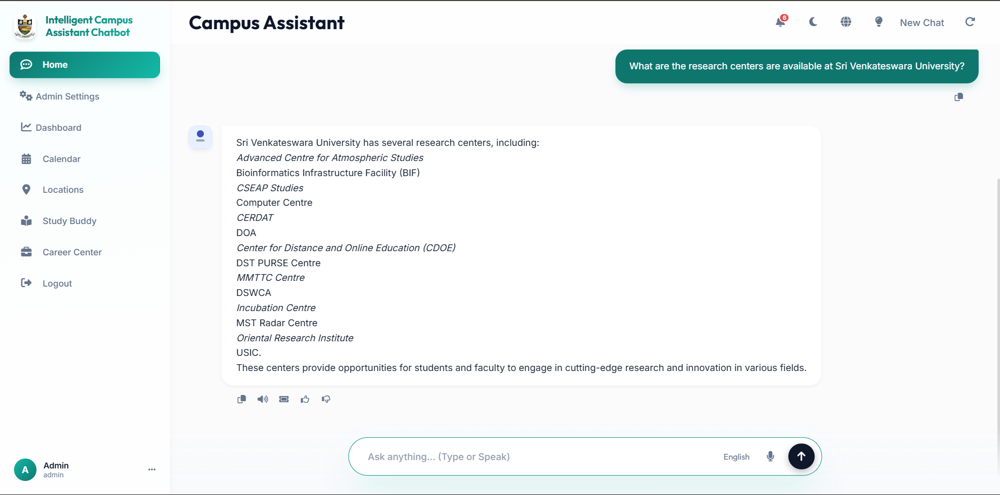 Intelligent Campus
Assistant Chatbot
Home
Admin Settings
Dashboard
Calendar
Locations
Study Buddy
Career Center
Logout
A
Admin
admin
Campus Assistant
6
New Chat
What are the research centers are available at Sri Venkateswara University?
Sri Venkateswara University has several research centers, including:
Advanced Centre for Atmospheric Studies
Bioinformatics Infrastructure Facility (BIF)
CSEAP Studies
Computer Centre
CERDAT
DOA
Center for Distance and Online Education (CDOE)
DST PURSE Centre
MMTTC Centre
DSWCA
Incubation Centre
MST Radar Centre
Oriental Research Institute
USIC.
These centers provide opportunities for students and faculty to engage in cutting-edge research and innovation in various fields.
Ask anything... (Type or Speak)
English